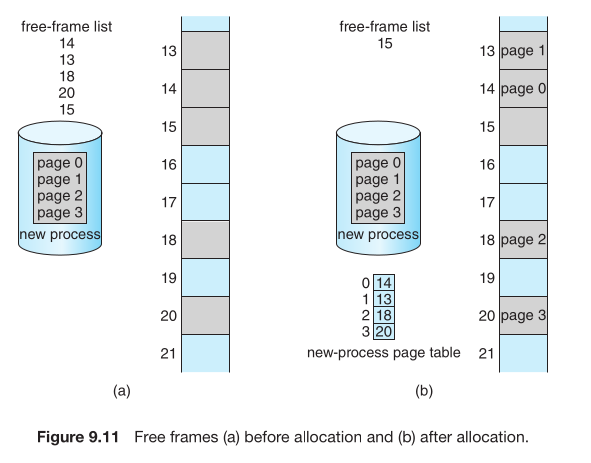 free-frame list
14
13
18
20
15
page 0
page 1
page 2
page 3
new process
13
14
15
16
17
18
19
20
21
(a)
free-frame list
15
page 0
page 1
page 2
page 3
new process
0 14
1 13
2 18
3 20
new-process page table
13 page 1
14 page 0
15
16
17
18 page 2
19
20 page 3
21
(b)
Figure 9.11 Free frames (a) before allocation and (b) after allocation.